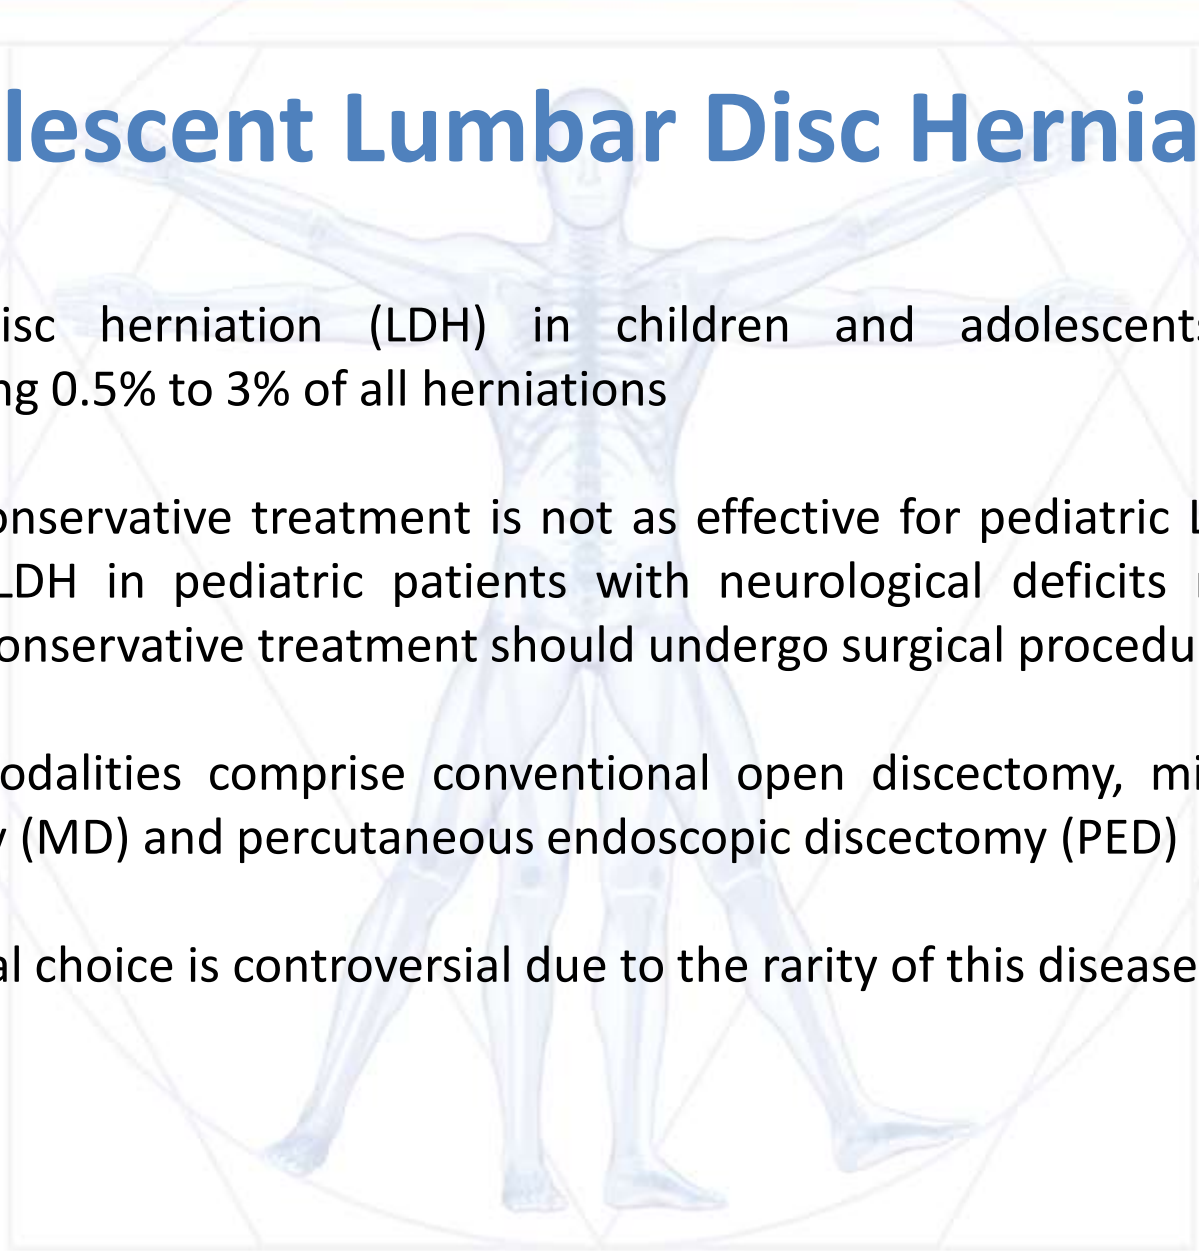 lescent Lumbar Disc Hernia
isc herniation (LDH) in children and adolescents
ng 0.5% to 3% of all herniations
onservative treatment is not as effective for pediatric L
LDH in pediatric patients with neurological deficits
onservative treatment should undergo surgical procedu
odalities comprise conventional open discectomy, mi
y (MD) and percutaneous endoscopic discectomy (PED)
al choice is controversial due to the rarity of this disease